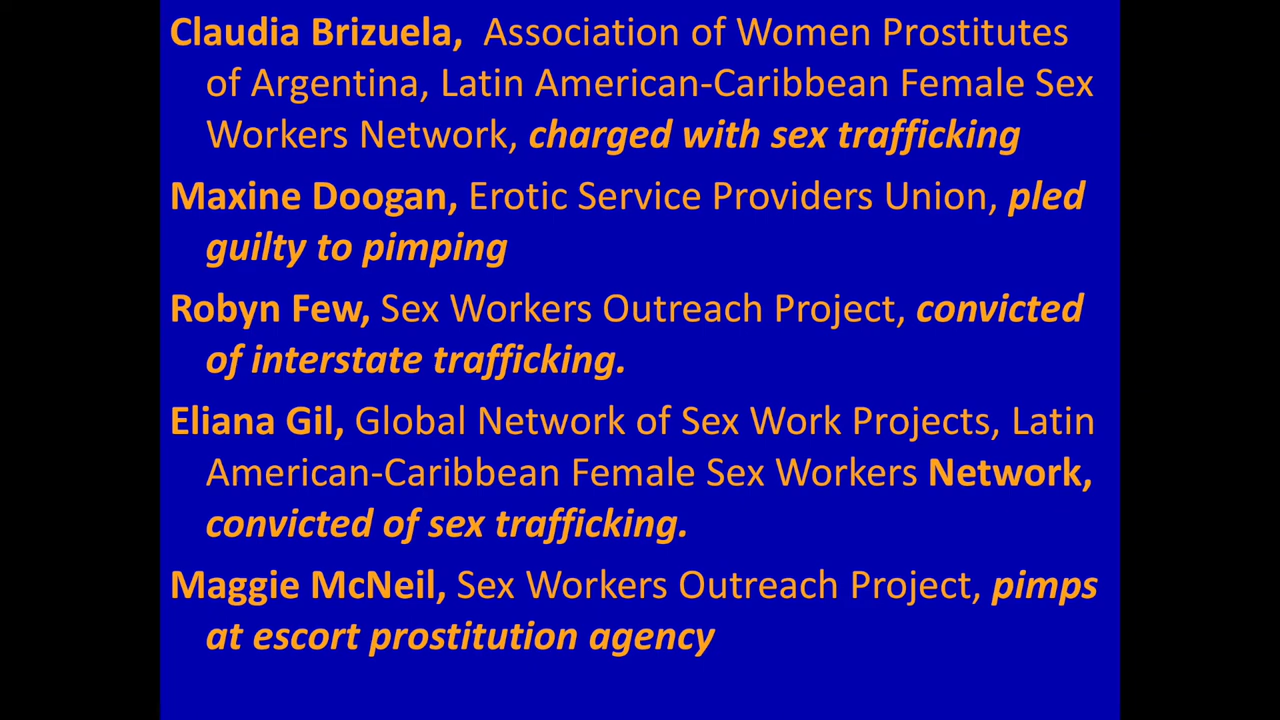 Claudia Brizuela, Association of Women Prostitutes
of Argentina, Latin American-Caribbean Female Sex
Workers Network, charged with sex trafficking
Maxine Doogan, Erotic Service Providers Union, pled
guilty to pimping
Robyn Few, Sex Workers Outreach Project, convicted
of interstate trafficking.
Eliana Gil, Global Network of Sex Work Projects, Latin
American-Caribbean Female Sex Workers Network,
convicted of sex trafficking.
Maggie McNeil, Sex Workers Outreach Project, pimps
at escort prostitution agency